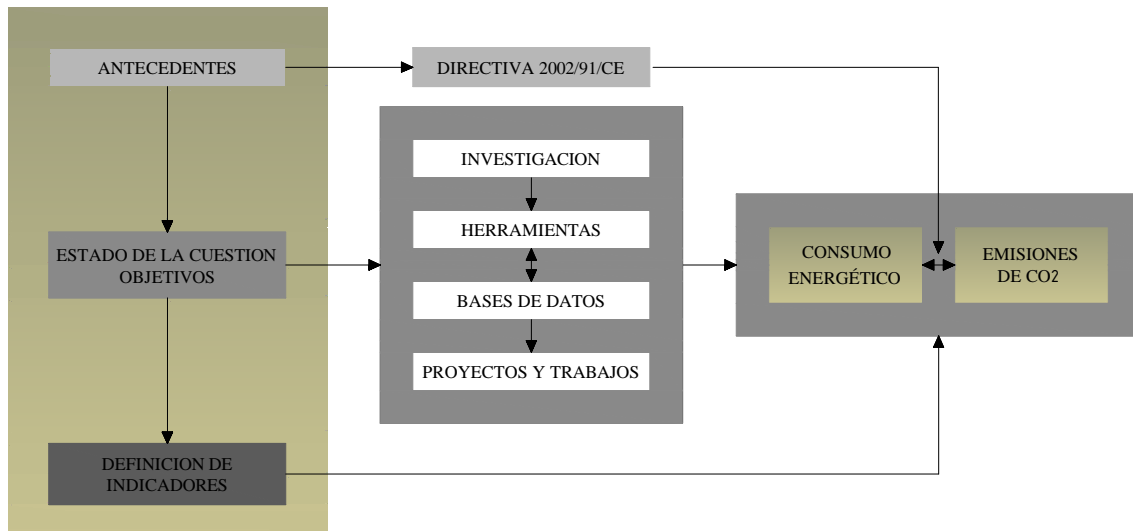 ANTECEDENTES
DIRECTIVA 2002/91/CE
INVESTIGACION
HERRAMIENTAS
BASES DE DATOS
PROYECTOS Y TRABAJOS
ESTADO DE LA CUESTION
OBJETIVOS
CONSUMO
ENERGÉTICO
EMISIONES
DE CO2
DEFINICION DE
INDICADORES